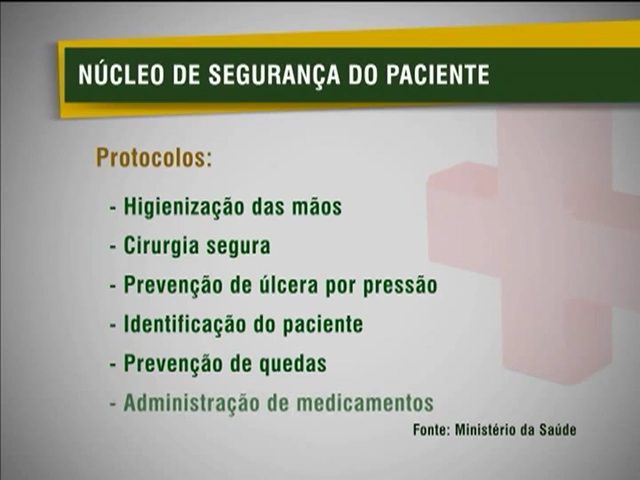 NÚCLEO DE SEGURANÇA DO PACIENTE
Protocolos:
- Higienização das mãos
- Cirurgia segura
- Prevenção de úlcera por pressão
- Identificação do paciente
- Prevenção de quedas
- Administração de medicamentos
Fonte: Ministério da Saúde